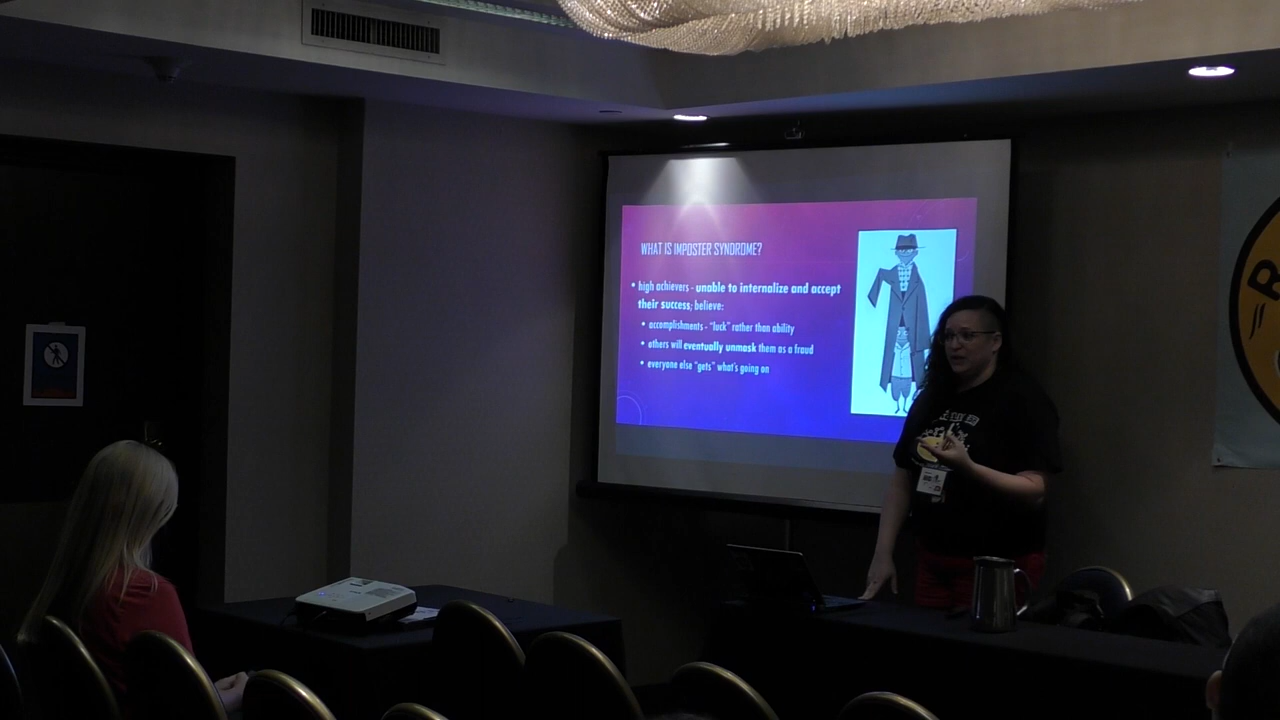 WHAT IS IMPOSTER SYNDROME?
• high achievers - unable to internalize and accept
their success; believe:
• accomplishments - "luck" rather than ability
• others will eventually unmask them as a fraud
• everyone else "gets" what's going on